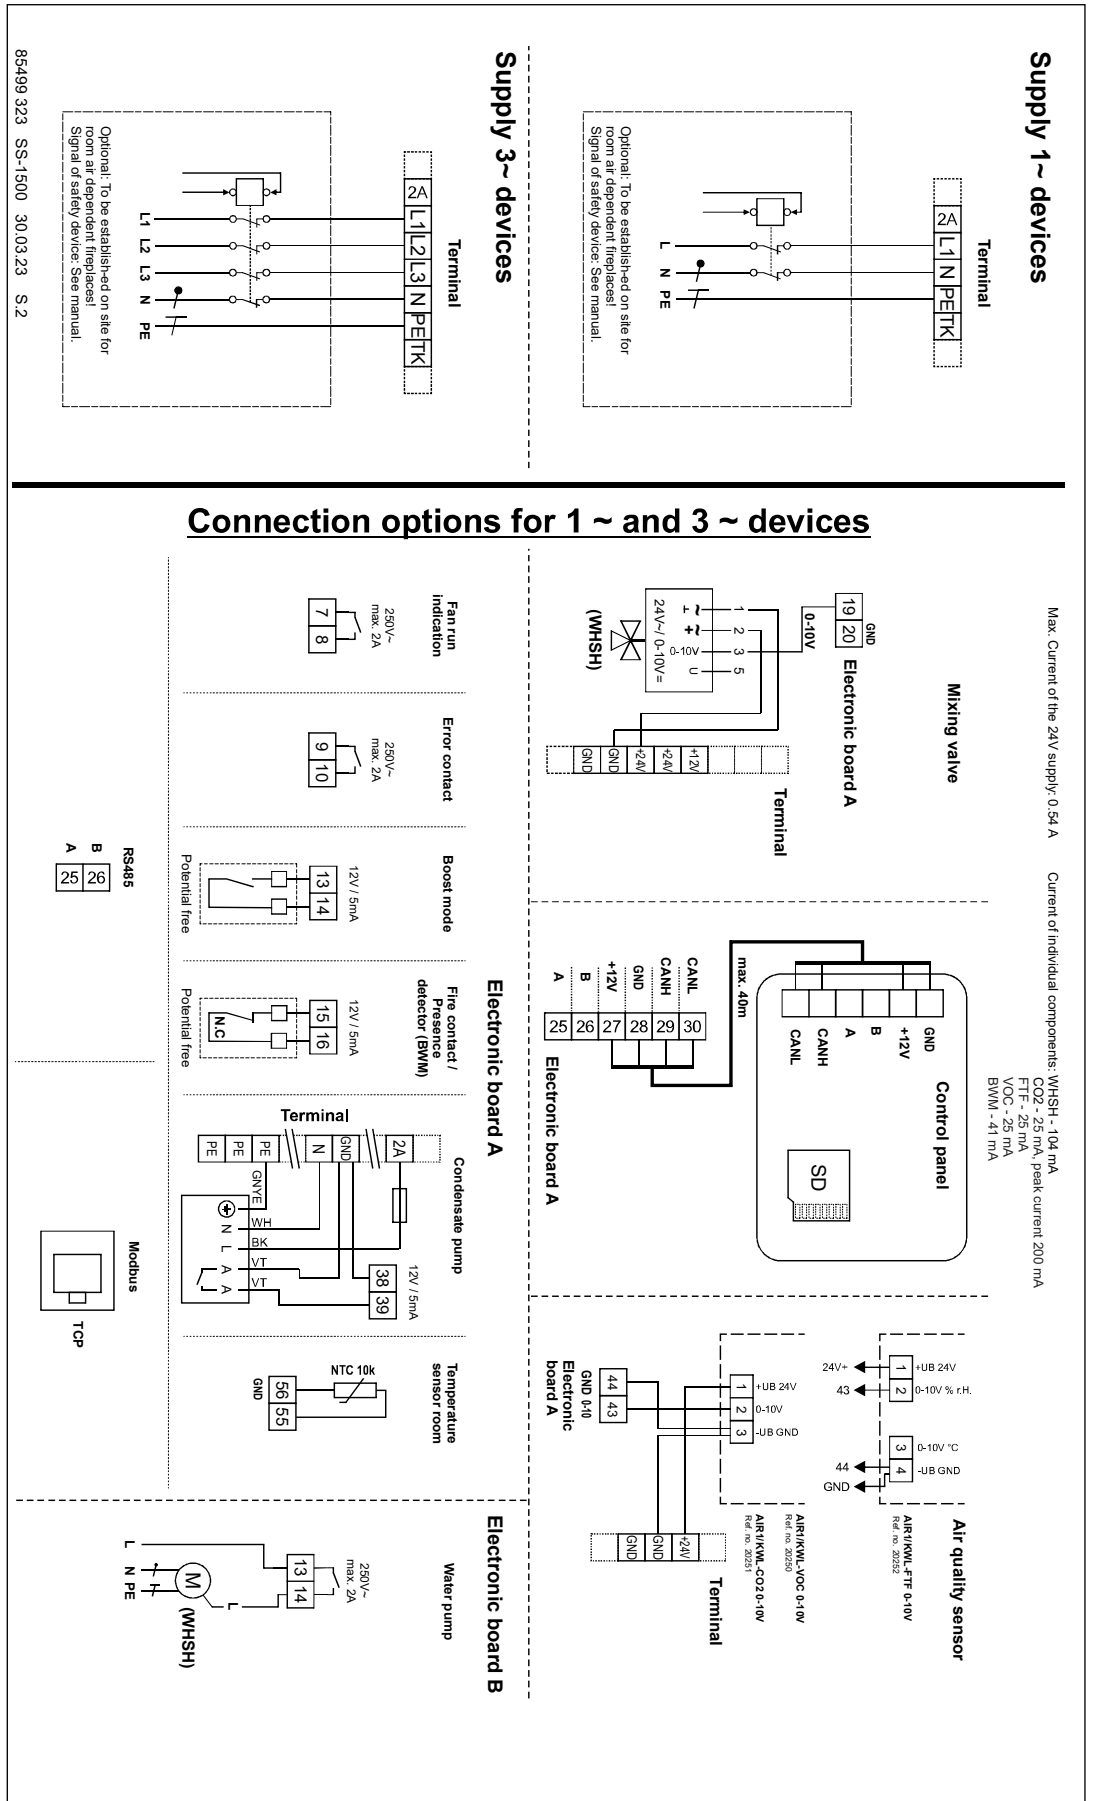 Supply 1~ devices
Terminal
2A
L1
N
PE
TK
L
N
PE
Optional: To be establish-ed on site for
room air dependent fireplaces!
Signal of safety device: See manual.
Supply 3~ devices
Terminal
2A
L1
L2
L3
N
PE
TK
L1
L2
L3
N
PE
Optional: To be establish-ed on site for
room air dependent fireplaces!
Signal of safety device: See manual.
85499 323 SS-1500 30.03.23 S.2
Connection options for 1 ~ and 3 ~ devices
Max. Current of the 24V supply: 0.54 A
Current of individual components: WHSH - 104 mA
CO2 - 25 mA, peak current 200 mA
FTF - 25 mA
VOC - 25 mA
BWM - 41 mA
Mixing valve
Electronic board A
GND
19 20
0-10V
1 2 3 5
⊥ ~ + ~ 0-10V U
24V~/ 0-10V=
(WHSH)
Terminal
GND GND +24V +24V +12V
Control panel
GND
+12V
B
A
CANH
CANL
SD
max. 40m
CANL
CANH
GND
+12V
B
A
25 26 27 28 29 30
Electronic board A
Air quality sensor
1 +UB 24V
2 0-10V % r.H.
3 0-10V °C
4 -UB GND
24V+
43
44
GND
AIR1/KWL-FTF 0-10V
Ref. no. 20252
AIR1/KWL-VOC 0-10V
Ref. no. 20250
AIR1/KWL-CO2 0-10V
Ref. no. 20251
1 +UB 24V
2 0-10V
3 -UB GND
44 43
GND 0-10
Electronic
board A
Terminal
GND GND +24V
Electronic board A
Fan run
indication
250V~
max. 2A
7 8
Error contact
250V~
max. 2A
9 10
Boost mode
12V / 5mA
13 14
Potential free
Fire contact /
Presence
detector (BWM)
12V / 5mA
15 16
N.C
Potential free
Condensate pump
Terminal
PE PE PE N GND 2A
GNYE
WH
BK
VT
VT
N
L
A
A
12V / 5mA
38 39
Temperature
sensor room
NTC 10k
56 55
GND
RS485
B
A
25 26
Modbus
TCP
Electronic board B
Water pump
250V~
max. 2A
13 14
L
N
PE
M
L
(WHSH)